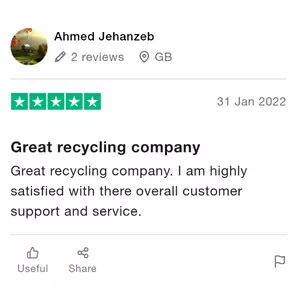 Ahmed Jehanzeb
2 reviews GB
31 Jan 2022
Great recycling company
Great recycling company. I am highly
satisfied with there overall customer
support and service.
Useful Share